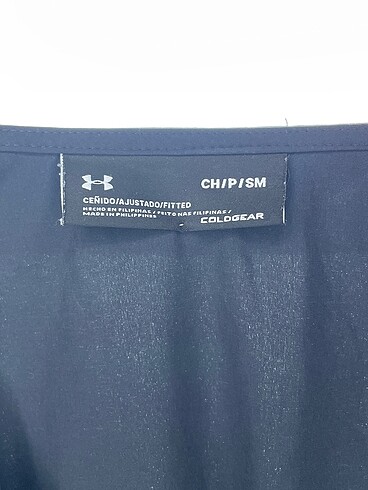 CH/P/SM
CEÑIDO/AJUSTADO/FITTED
HECHO EN FILIPINAS / FEITO NAS FILIPINAS /
MADE IN PHILIPPINES
COLDGEAR